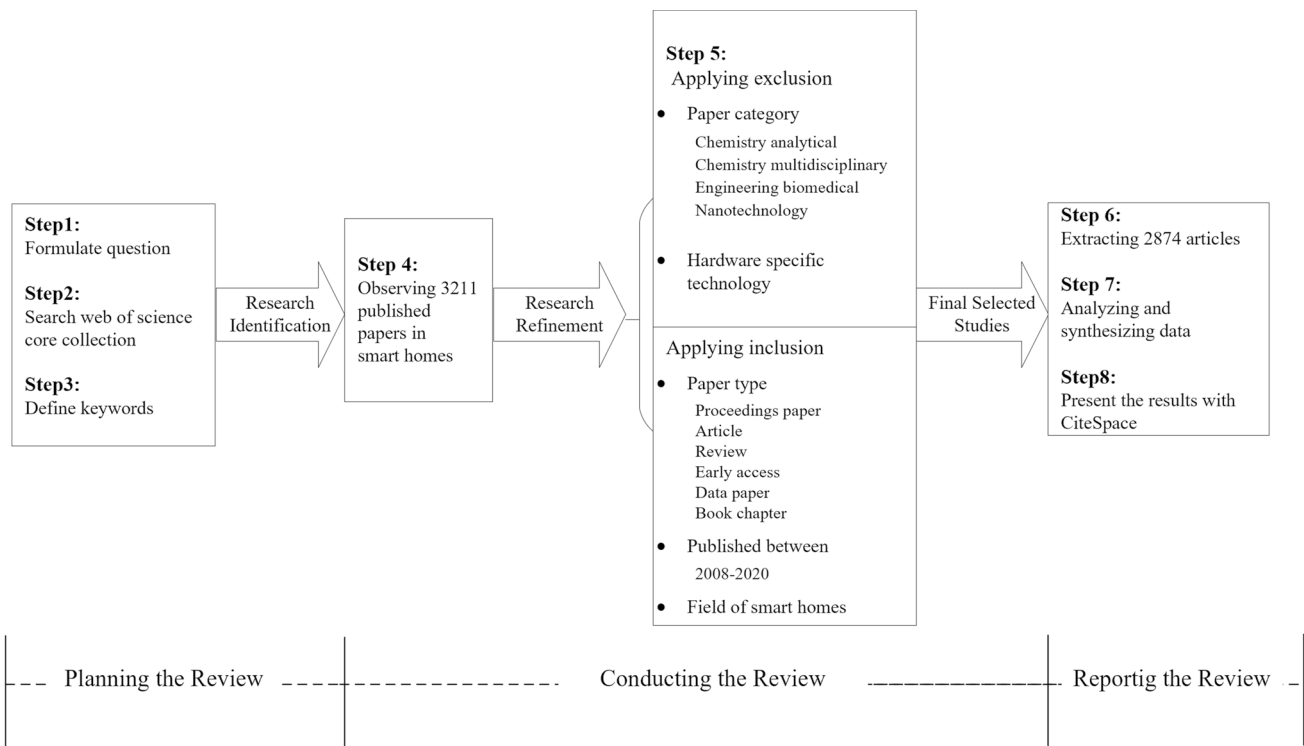 Step1:
Formulate question
Step2:
Search web of science
core collection
Step3:
Define keywords
Research
Identification
Step 4:
Observing 3211
published
papers in
smart homes
Research
Refinement
Step 5:
Applying exclusion
● Paper category
Chemistry analytical
Chemistry multidisciplinary
Engineering biomedical
Nanotechnology
● Hardware specific
technology
Applying inclusion
● Paper type
Proceedings paper
Article
Review
Early access
Data paper
Book chapter
● Published between
2008-2020
● Field of smart homes
Final Selected
Studies
Step 6:
Extracting 2874 articles
Step 7:
Analyzing and
synthesizing data
Step8:
Present the results with
CiteSpace
Planning the Review
Conducting the Review
Reportig the Review